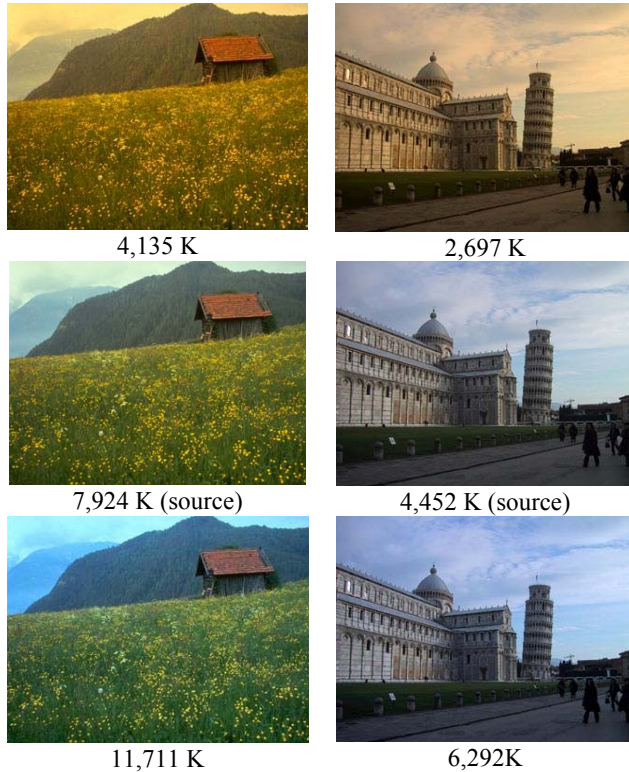 4,135 K
2,697 K
7,924 K (source)
4,452 K (source)
11,711 K
6,292K